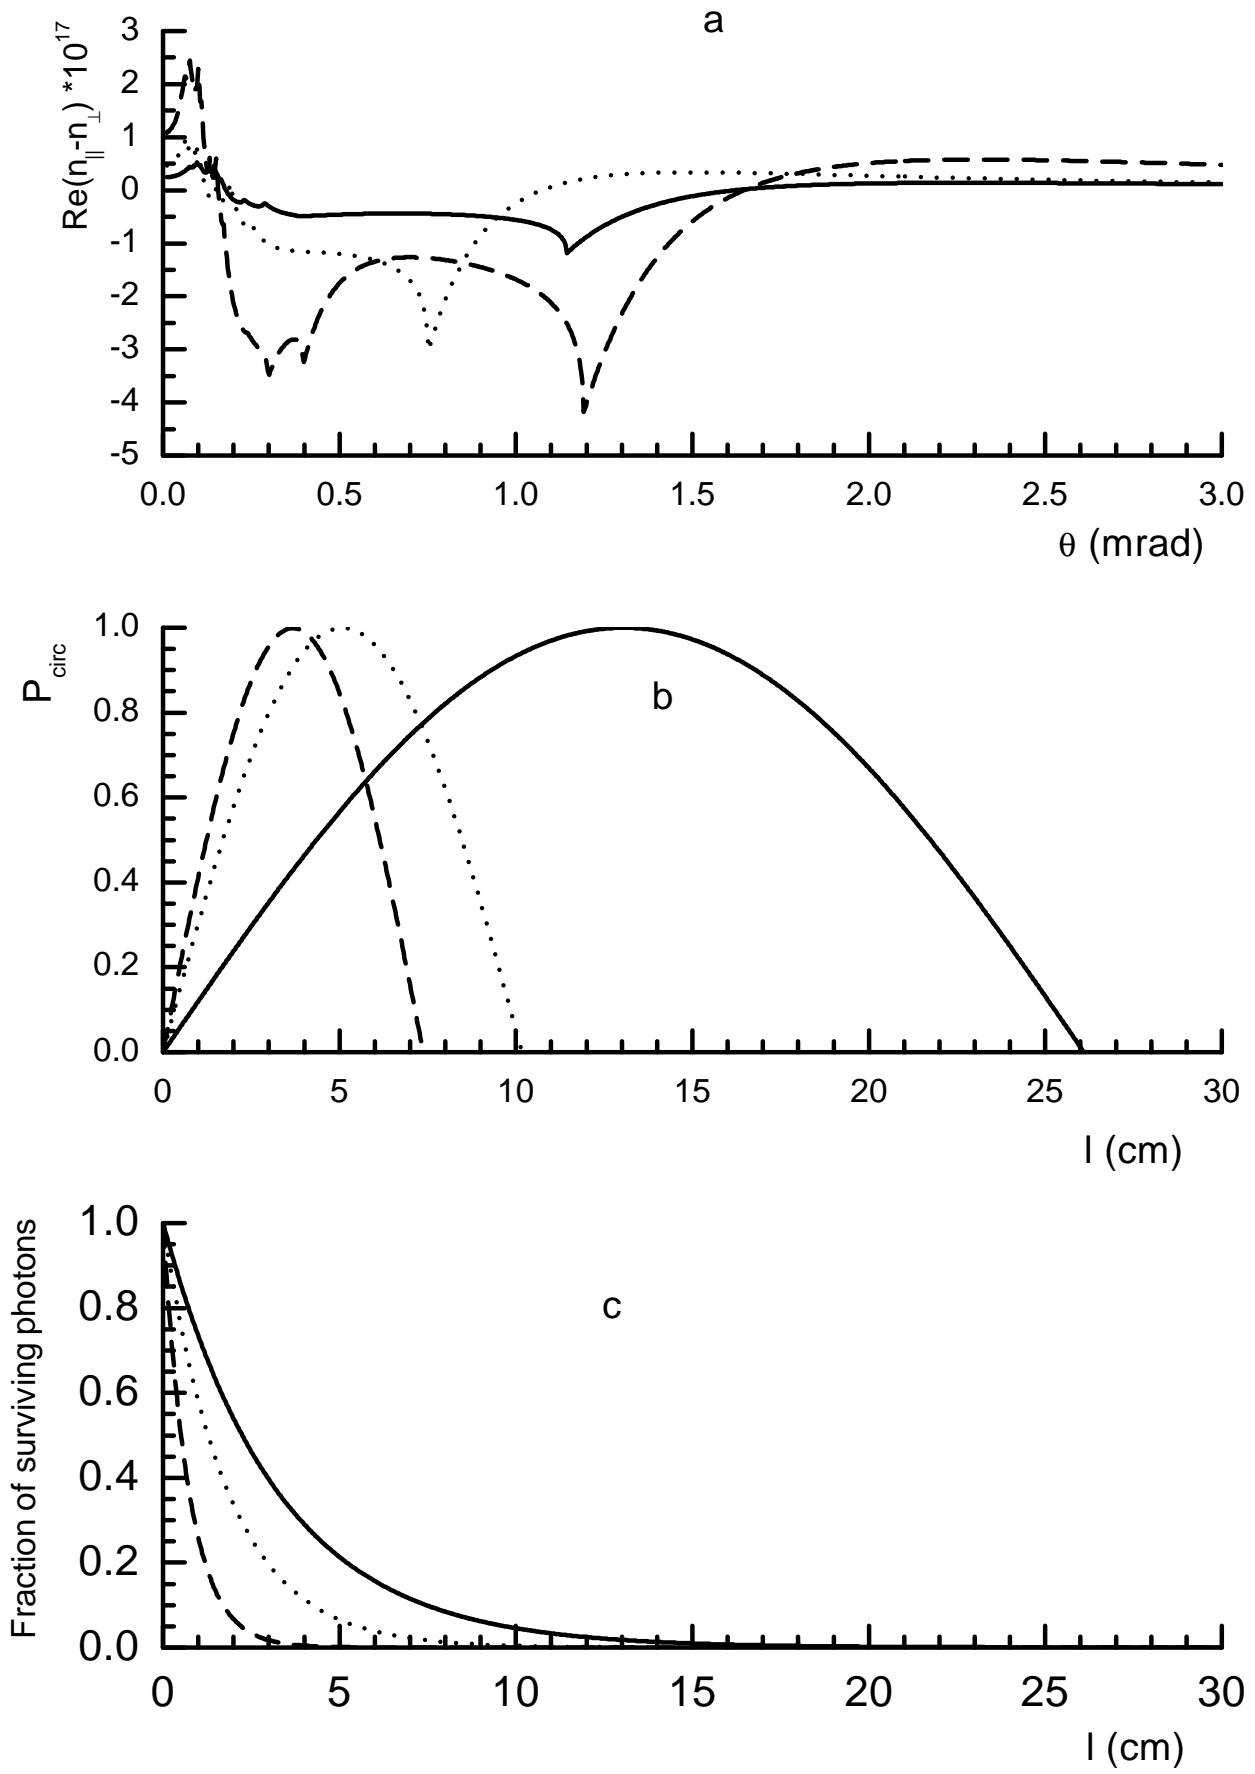 a
Re(n∥-n⊥) *10^17
3
2
1
0
-1
-2
-3
-4
-5
0.0 0.5 1.0 1.5 2.0 2.5 3.0
θ (mrad)
b
P_circ
1.0
0.8
0.6
0.4
0.2
0.0
0 5 10 15 20 25 30
l (cm)
c
Fraction of surviving photons
1.0
0.8
0.6
0.4
0.2
0.0
0 5 10 15 20 25 30
l (cm)